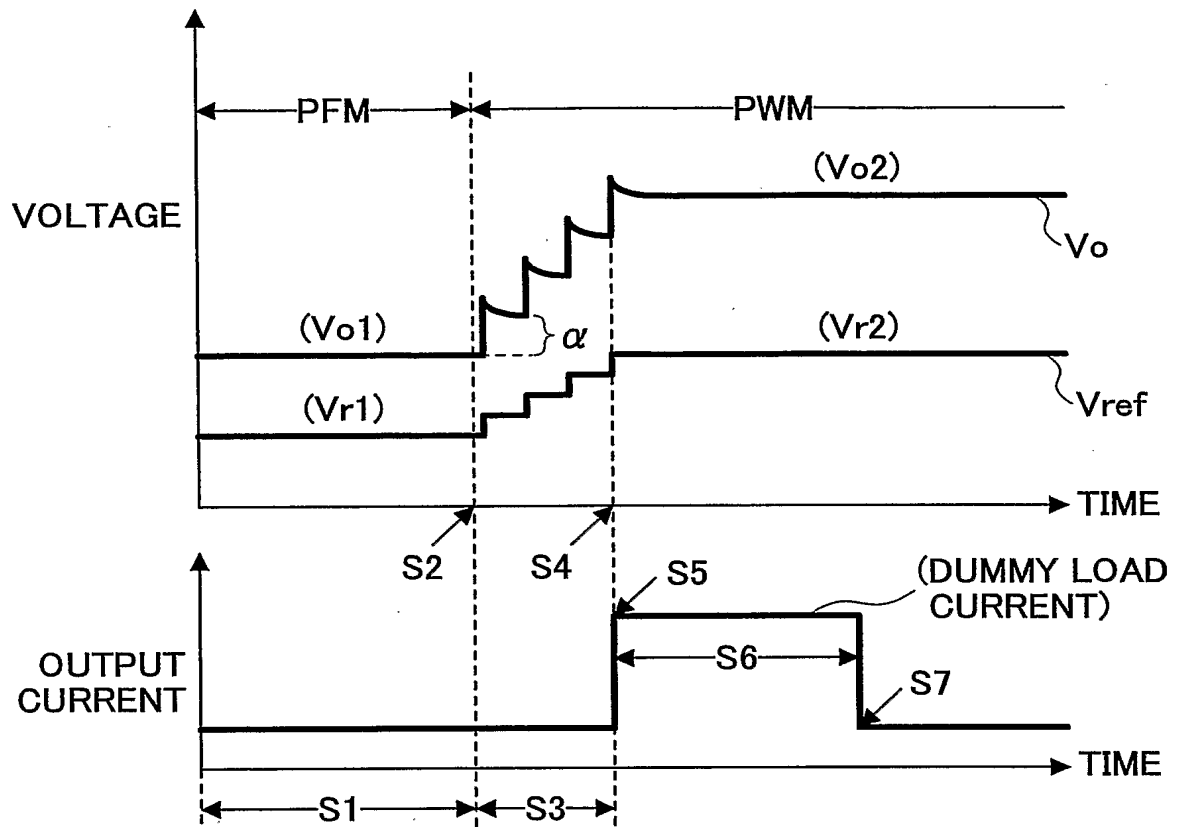 PFM
PWM
(Vo2)
VOLTAGE
Vo
(Vo1)
α
(Vr2)
(Vr1)
Vref
TIME
S2
S4
S5
(DUMMY LOAD
CURRENT)
OUTPUT
CURRENT
S6
S7
TIME
S1
S3